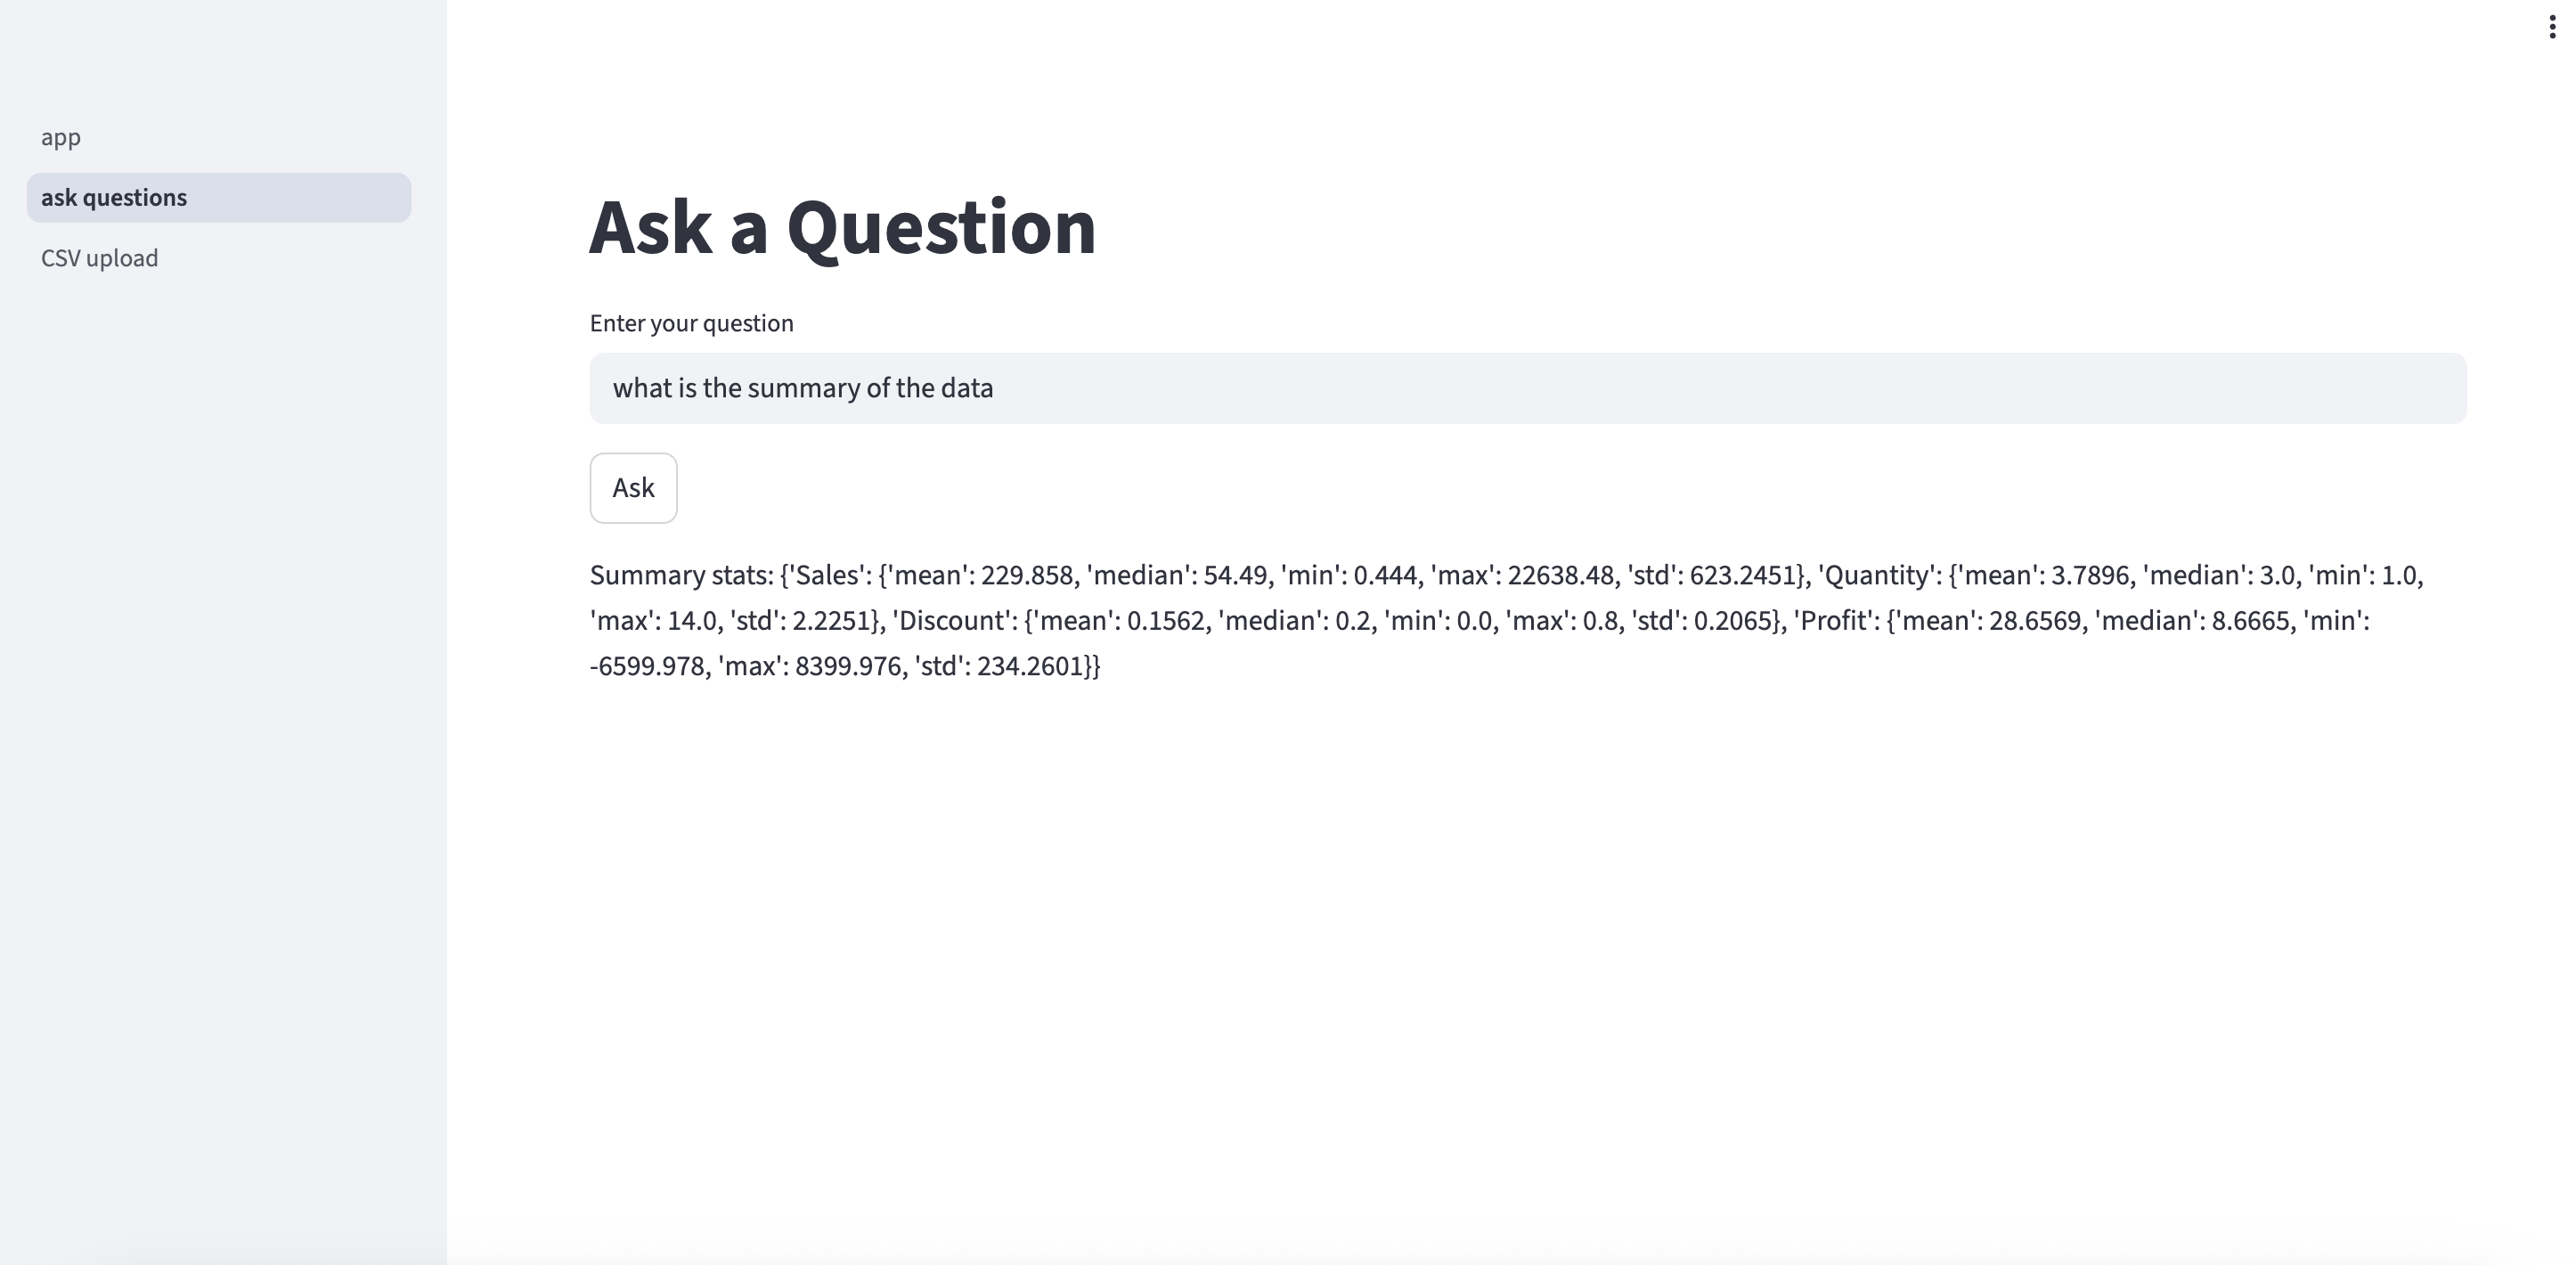 app
ask questions
CSV upload
Ask a Question
Enter your question
what is the summary of the data
Ask
Summary stats: {'Sales': {'mean': 229.858, 'median': 54.49, 'min': 0.444, 'max': 22638.48, 'std': 623.2451}, 'Quantity': {'mean': 3.7896, 'median': 3.0, 'min': 1.0,
'max': 14.0, 'std': 2.2251}, 'Discount': {'mean': 0.1562, 'median': 0.2, 'min': 0.0, 'max': 0.8, 'std': 0.2065}, 'Profit': {'mean': 28.6569, 'median': 8.6665, 'min':
-6599.978, 'max': 8399.976, 'std': 234.2601}}